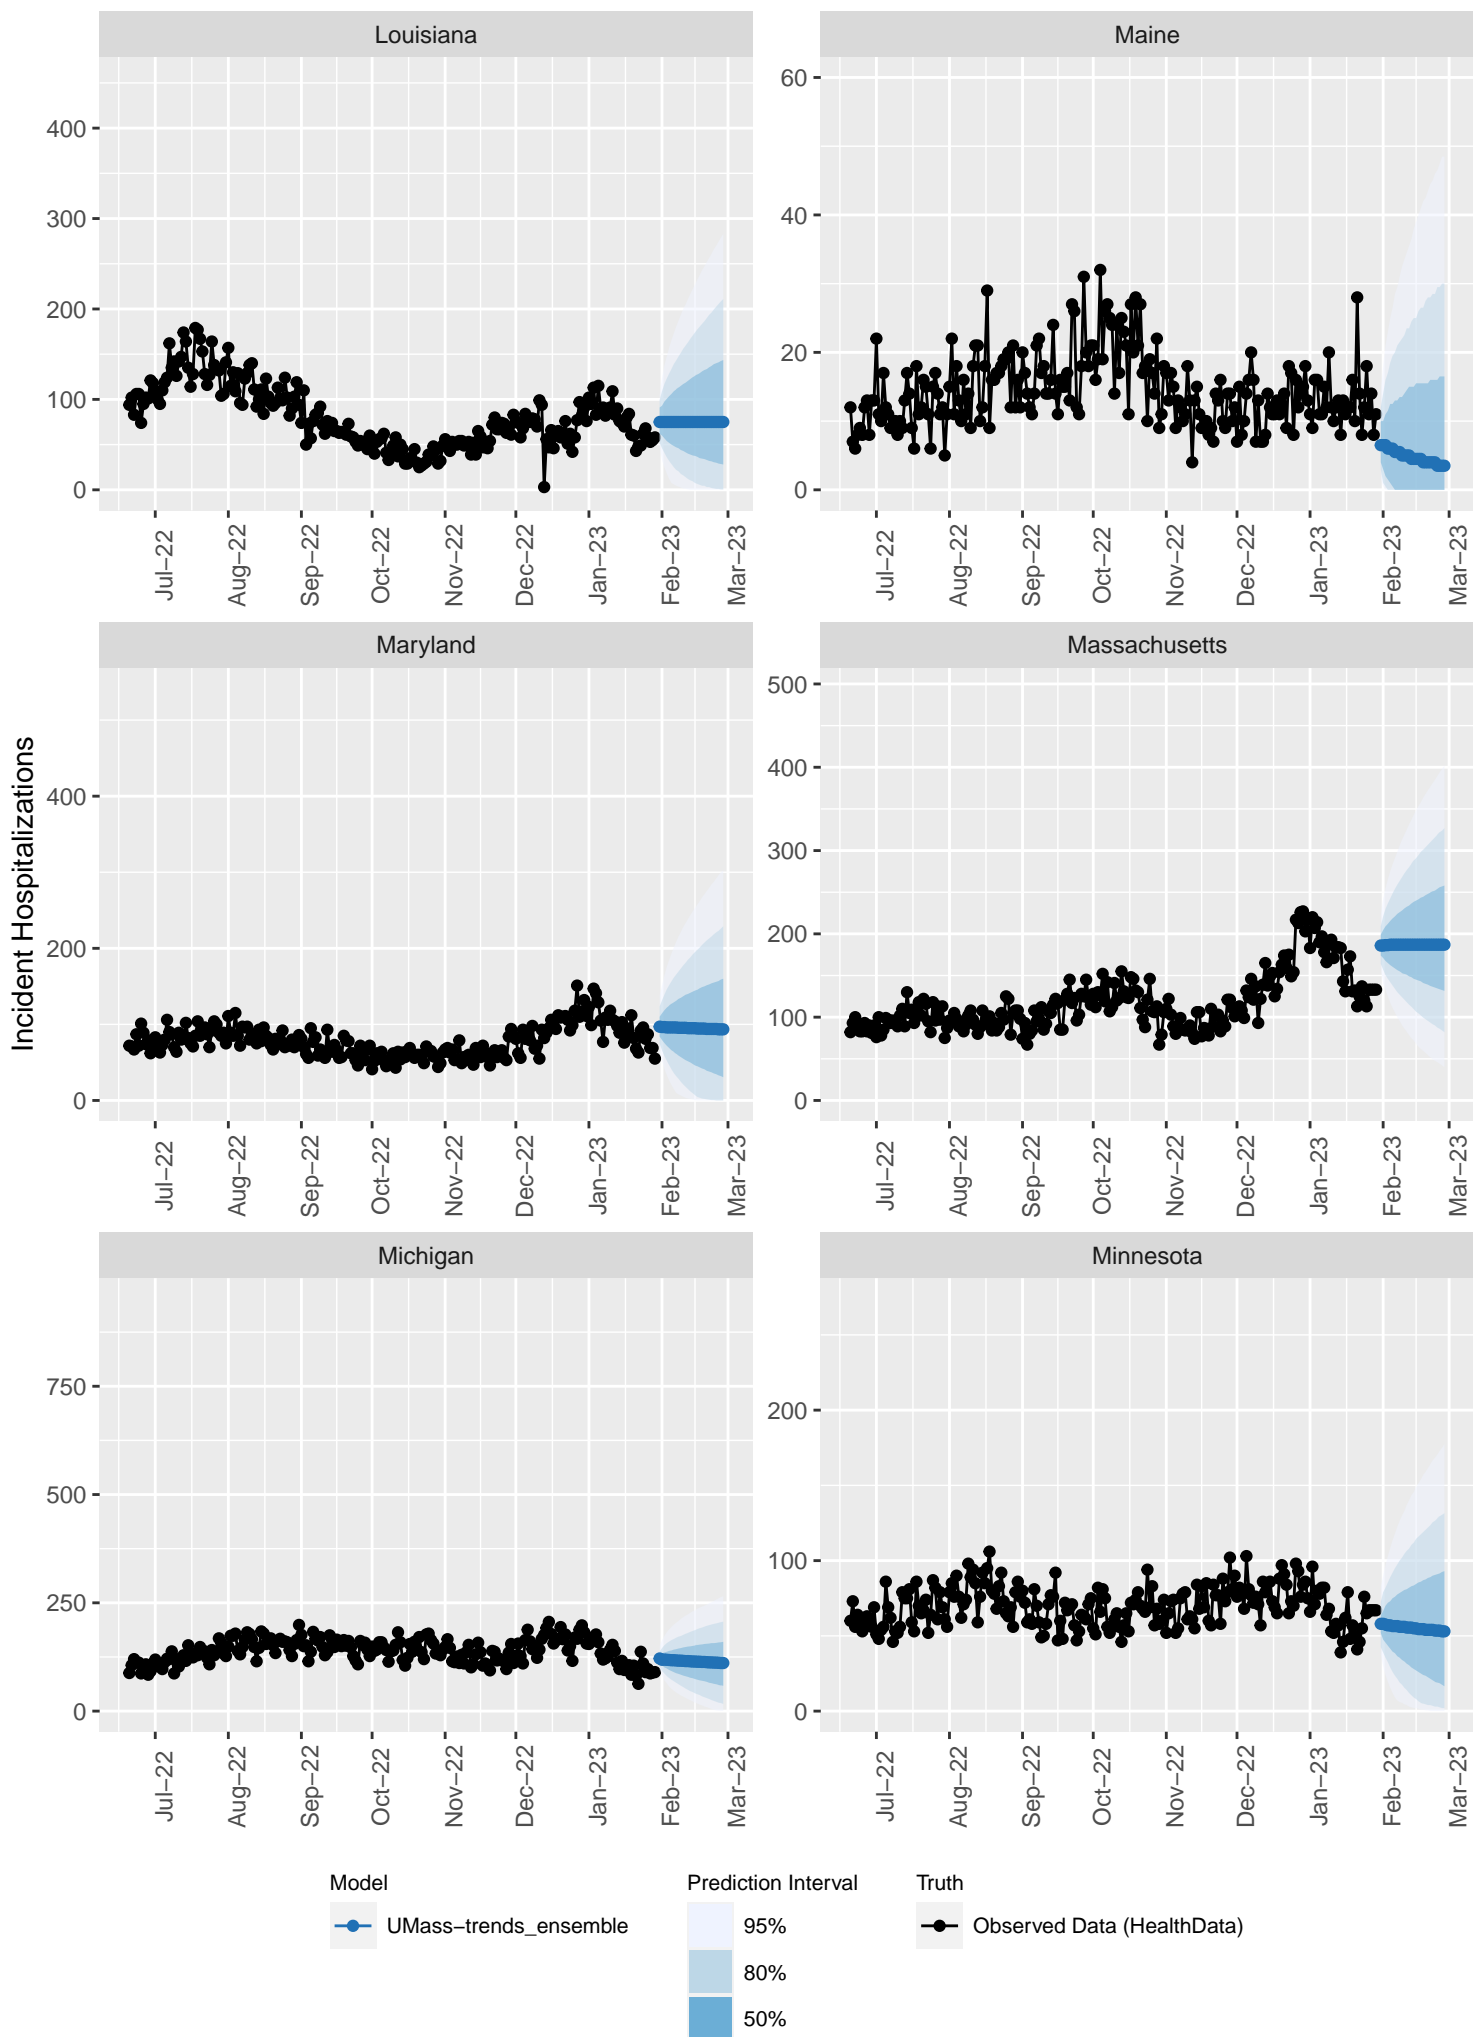 Louisiana
Maine
400
300
200
100
0
60
40
20
0
Jul−22
Aug−22
Sep−22
Oct−22
Nov−22
Dec−22
Jan−23
Feb−23
Mar−23
Jul−22
Aug−22
Sep−22
Oct−22
Nov−22
Dec−22
Jan−23
Feb−23
Mar−23
Incident Hospitalizations
Maryland
Massachusetts
400
200
0
500
400
300
200
100
0
Jul−22
Aug−22
Sep−22
Oct−22
Nov−22
Dec−22
Jan−23
Feb−23
Mar−23
Jul−22
Aug−22
Sep−22
Oct−22
Nov−22
Dec−22
Jan−23
Feb−23
Mar−23
Michigan
Minnesota
750
500
250
0
200
100
0
Jul−22
Aug−22
Sep−22
Oct−22
Nov−22
Dec−22
Jan−23
Feb−23
Mar−23
Jul−22
Aug−22
Sep−22
Oct−22
Nov−22
Dec−22
Jan−23
Feb−23
Mar−23
Model
UMass−trends_ensemble
Prediction Interval
95%
80%
50%
Truth
Observed Data (HealthData)